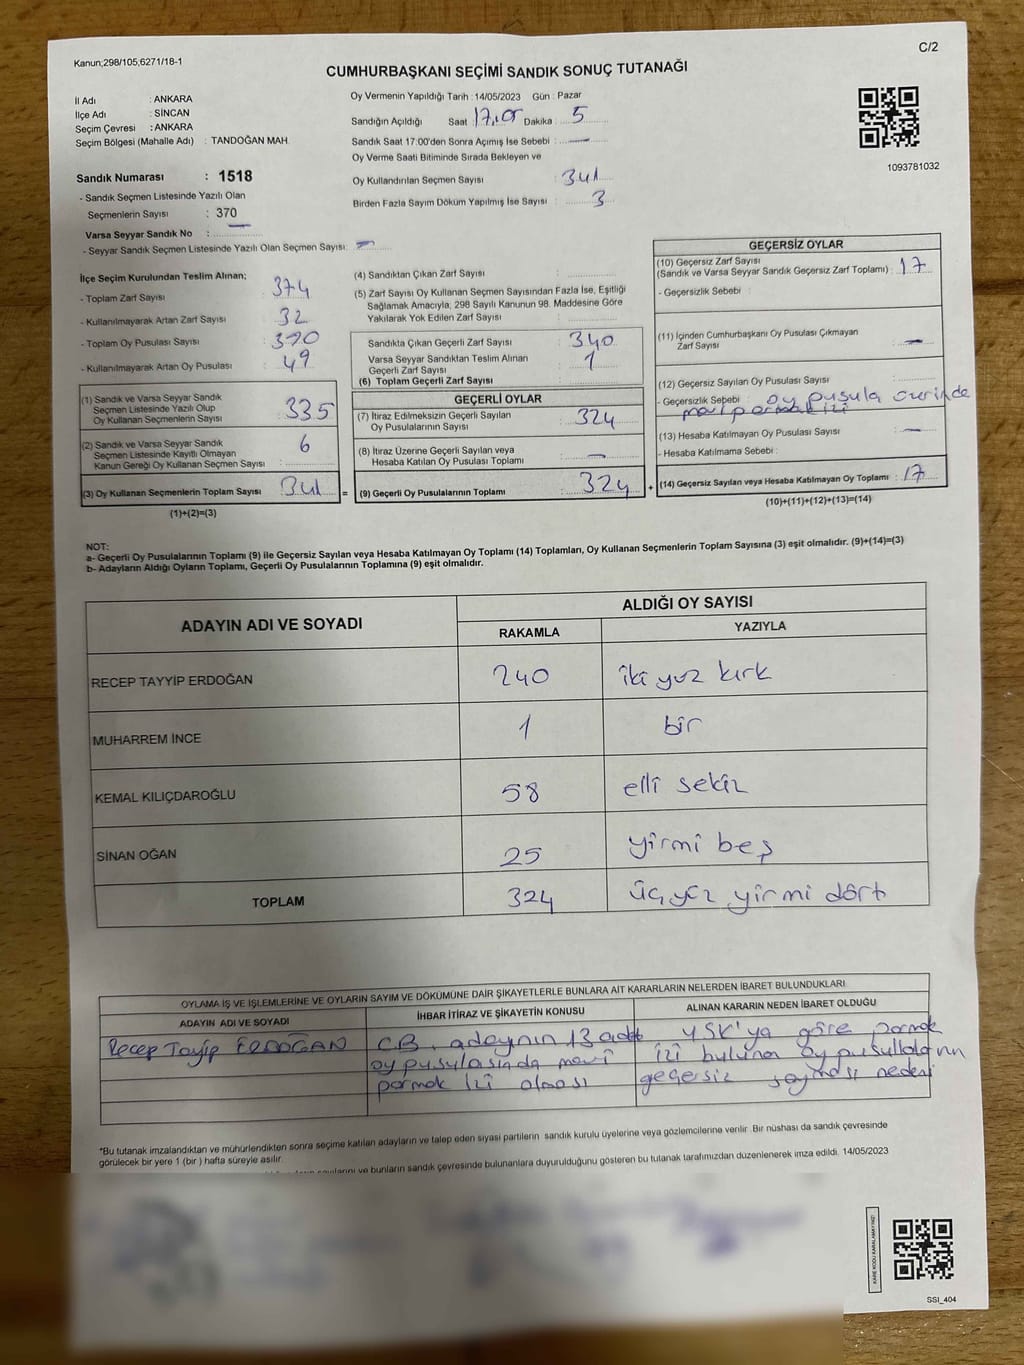 Kanun;298/105;6271/18-1
C/2
CUMHURBAŞKANI SEÇİMİ SANDIK SONUÇ TUTANAĞI
İl Adı : ANKARA
İlçe Adı : SİNCAN
Seçim Çevresi : ANKARA
Seçim Bölgesi (Mahalle Adı) : TANDOĞAN MAH.
Sandık Numarası : 1518
- Sandık Seçmen Listesinde Yazılı Olan
Seçmenlerin Sayısı : 370
Varsa Seyyar Sandık No : —
- Seyyar Sandık Seçmen Listesinde Yazılı Olan Seçmen Sayısı: —
Oy Vermenin Yapıldığı Tarih : 14/05/2023 Gün : Pazar
Sandığın Açıldığı Saat : 17.05 Dakika : 5
Sandık Saat 17:00'den Sonra Açımış İse Sebebi : —
Oy Verme Saati Bitiminde Sırada Bekleyen ve
Oy Kullandırılan Seçmen Sayısı : 341
Birden Fazla Sayım Döküm Yapılmış İse Sayısı : 3
1093781032
İlçe Seçim Kurulundan Teslim Alınan;
- Toplam Zarf Sayısı : 374
- Kullanılmayarak Artan Zarf Sayısı : 32
- Toplam Oy Pusulası Sayısı : 390
- Kullanılmayarak Artan Oy Pusulası : 49
(1) Sandık ve Varsa Seyyar Sandık
Seçmen Listesinde Yazılı Olup
Oy Kullanan Seçmenlerin Sayısı : 335
(2) Sandık ve Varsa Seyyar Sandık
Seçmen Listesinde Kayıtlı Olmayan
Kanun Gereği Oy Kullanan Seçmen Sayısı : 6
(3) Oy Kullanan Seçmenlerin Toplam Sayısı : 341 =
(1)+(2)=(3)
(4) Sandıktan Çıkan Zarf Sayısı :
(5) Zarf Sayısı Oy Kullanan Seçmen Sayısından Fazla İse, Eşitliği
Sağlamak Amacıyla, 298 Sayılı Kanunun 98. Maddesine Göre
Yakılarak Yok Edilen Zarf Sayısı :
Sandıkta Çıkan Geçerli Zarf Sayısı : 340
Varsa Seyyar Sandıktan Teslim Alınan
Geçerli Zarf Sayısı : 1
(6) Toplam Geçerli Zarf Sayısı :
GEÇERLİ OYLAR
(7) İtiraz Edilmeksizin Geçerli Sayılan
Oy Pusulalarının Sayısı : 324
(8) İtiraz Üzerine Geçerli Sayılan veya
Hesaba Katılan Oy Pusulası Toplamı : —
(9) Geçerli Oy Pusulalarının Toplamı : 324 +
GEÇERSİZ OYLAR
(10) Geçersiz Zarf Sayısı
(Sandık ve Varsa Seyyar Sandık Geçersiz Zarf Toplamı) : 17
- Geçersizlik Sebebi :
(11) İçinden Cumhurbaşkanı Oy Pusulası Çıkmayan
Zarf Sayısı : —
(12) Geçersiz Sayılan Oy Pusulası Sayısı :
- Geçersizlik Sebebi : oy pusula üzerinde
mavi parmak izi
(13) Hesaba Katılmayan Oy Pusulası Sayısı : —
- Hesaba Katılmama Sebebi :
(14) Geçersiz Sayılan veya Hesaba Katılmayan Oy Toplamı : 17
(10)+(11)+(12)+(13)=(14)
NOT:
a- Geçerli Oy Pusulalarının Toplamı (9) ile Geçersiz Sayılan veya Hesaba Katılmayan Oy Toplamı (14) Toplamları, Oy Kullanan Seçmenlerin Toplam Sayısına (3) eşit olmalıdır. (9)+(14)=(3)
b- Adayların Aldığı Oyların Toplamı, Geçerli Oy Pusulalarının Toplamına (9) eşit olmalıdır.
ADAYIN ADI VE SOYADI
ALDIĞI OY SAYISI
RAKAMLA YAZIYLA
RECEP TAYYİP ERDOĞAN 240 iki yüz kırk
MUHARREM İNCE 1 bir
KEMAL KILIÇDAROĞLU 58 elli sekiz
SİNAN OĞAN 25 yirmi beş
TOPLAM 324 üç yüz yirmi dört
OYLAMA İŞ VE İŞLEMLERİNE VE OYLARIN SAYIM VE DÖKÜMÜNE DAİR ŞİKAYETLERLE BUNLARA AİT KARARLARIN NELERDEN İBARET BULUNDUKLARI
ADAYIN ADI VE SOYADI İHBAR İTİRAZ VE ŞİKAYETİN KONUSU ALINAN KARARIN NEDEN İBARET OLDUĞU
Recep Tayip ERDOĞAN C.B. adayının 13 adet YSK'ya göre parmak
oy pusulasında mavi izi bulunan oy pusullalarının
parmak izi olması geçersiz sayması nedeni
*Bu tutanak imzalandıktan ve mühürlendikten sonra seçime katılan adayların ve talep eden siyasi partilerin sandık kurulu üyelerine veya gözlemcilerine verilir. Bir nüshası da sandık çevresinde
görülecek bir yere 1 (bir ) hafta süreyle asılır.
ve bunların sandık çevresinde bulunanlara duyurulduğunu gösteren bu tutanak tarafımızdan düzenlenerek imza edildi. 14/05/2023
KARE KODU KARALAMAYINIZ!
SSI_404